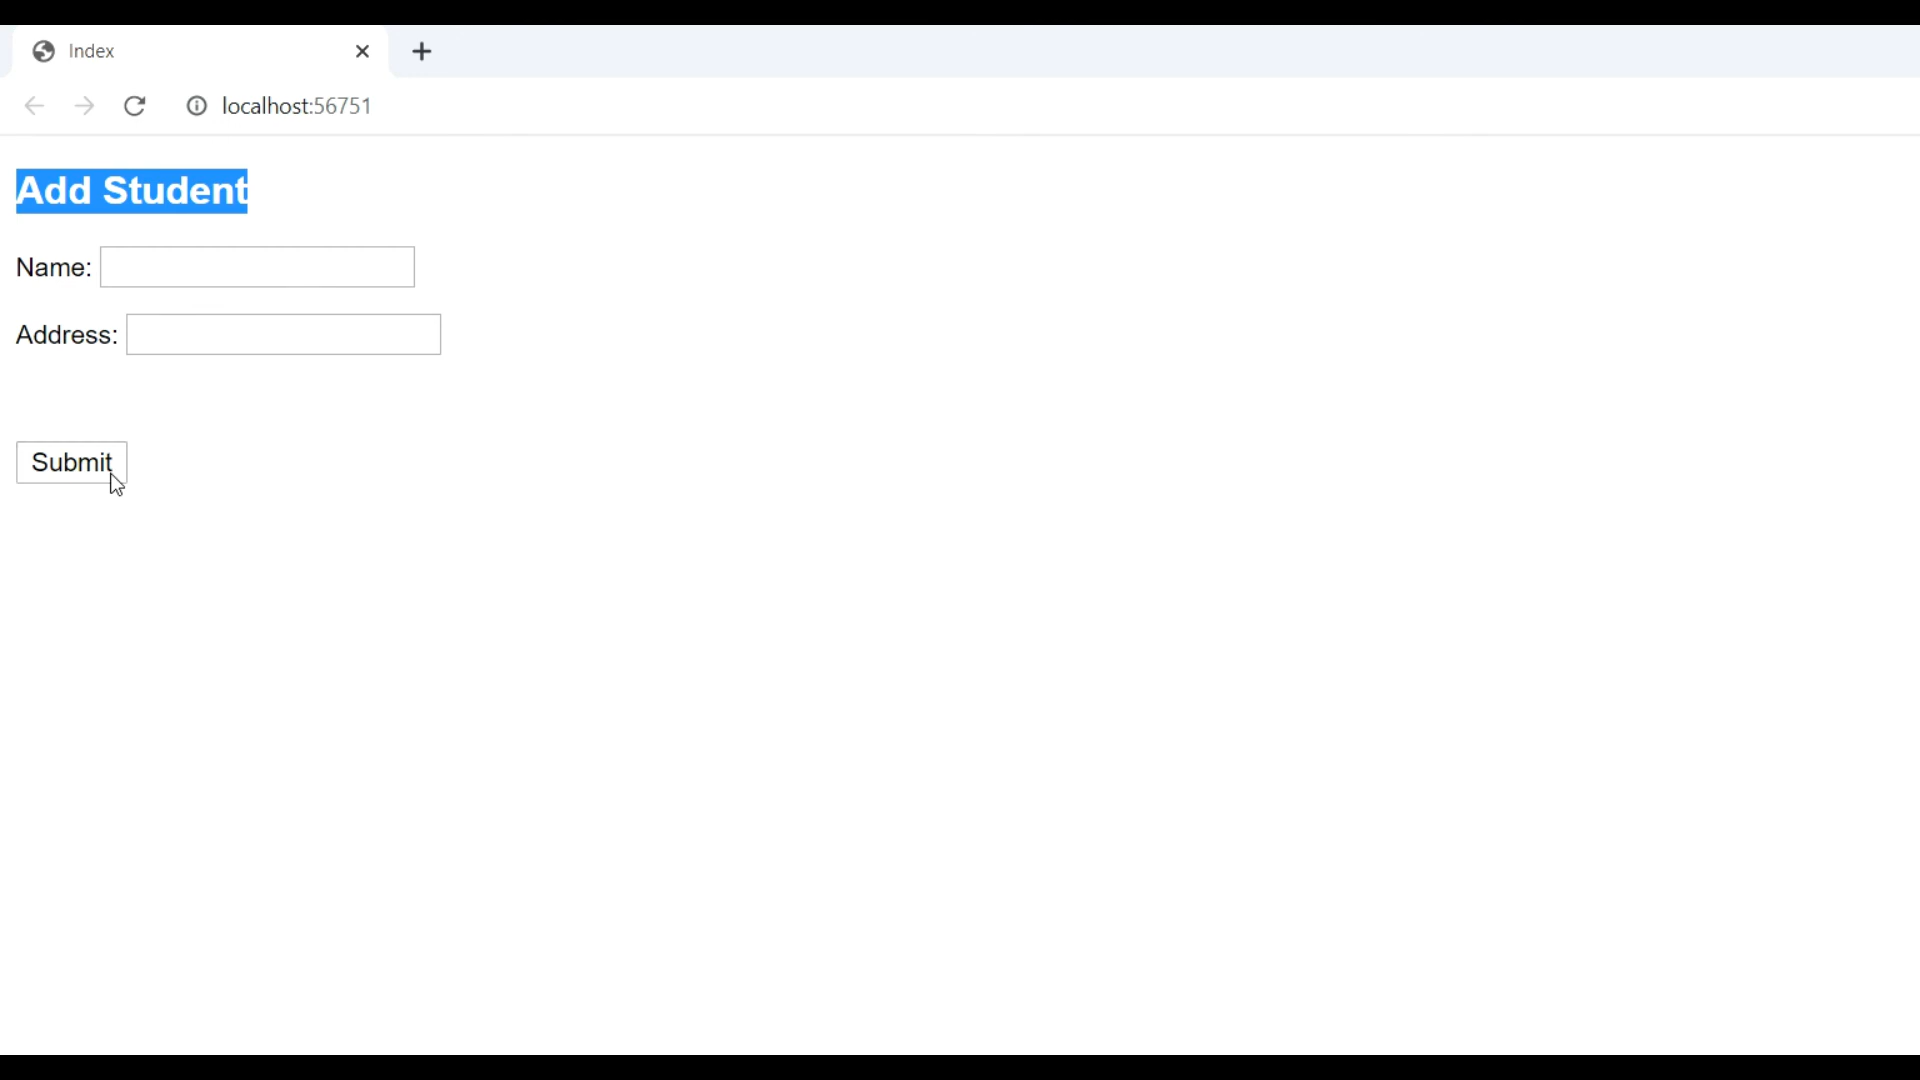 Index
localhost:56751
Add Student
Name:
Address:
Submit